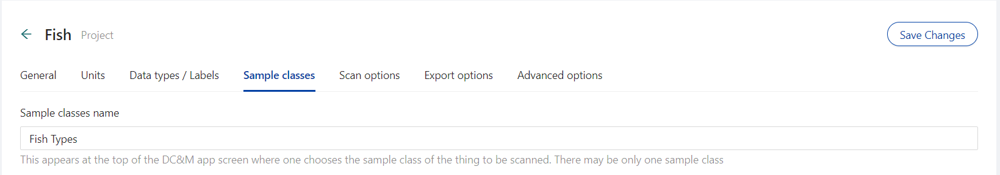 Fish Project Save Changes
General Units Data types / Labels Sample classes Scan options Export options Advanced options
Sample classes name
Fish Types
This appears at the top of the DC&M app screen where one chooses the sample class of the thing to be scanned. There may be only one sample class